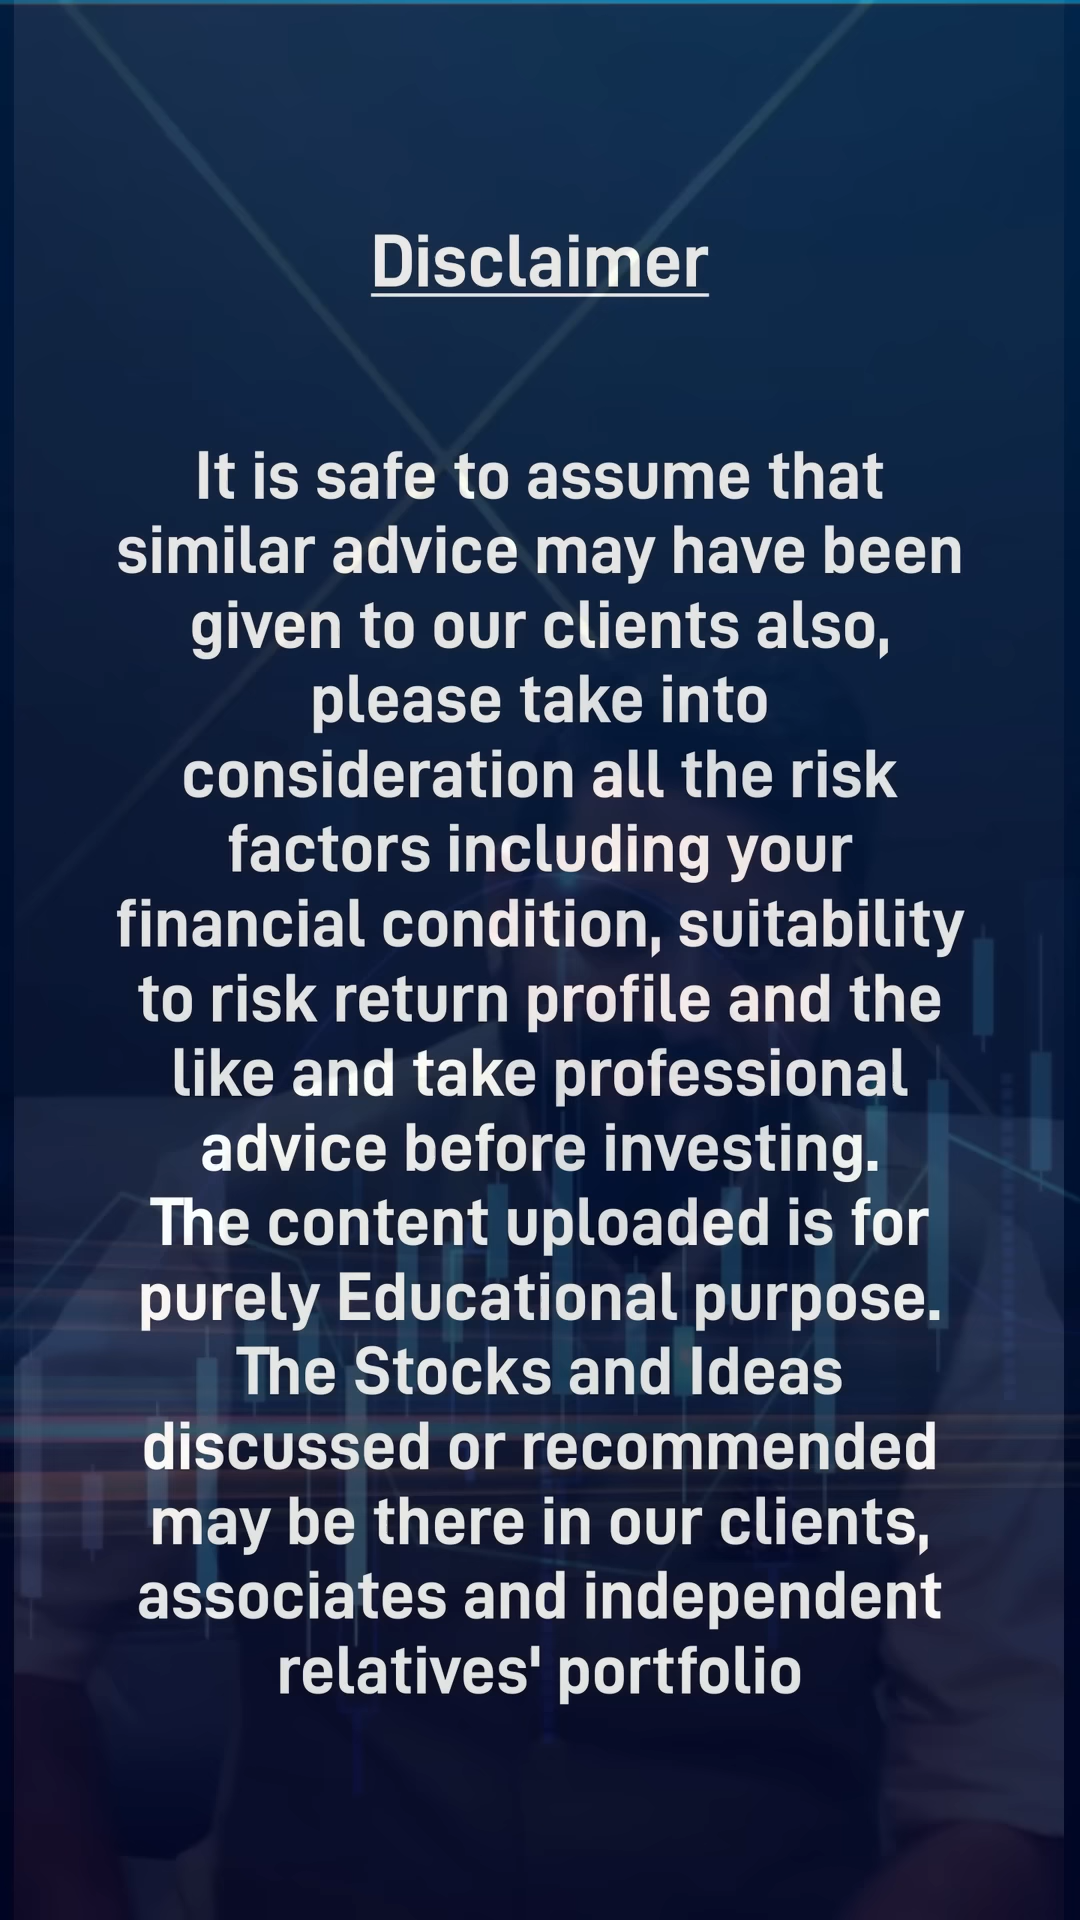 Disclaimer
It is safe to assume that
similar advice may have been
given to our clients also,
please take into
consideration all the risk
factors including your
financial condition, suitability
to risk return profile and the
like and take professional
advice before investing.
The content uploaded is for
purely Educational purpose.
The Stocks and Ideas
discussed or recommended
may be there in our clients,
associates and independent
relatives' portfolio